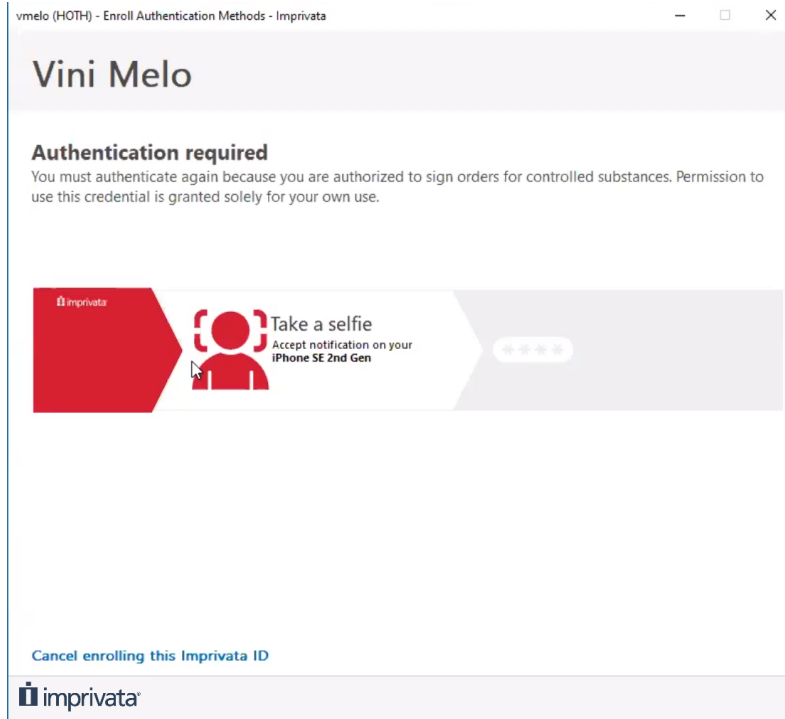 vmelo (HOTH) - Enroll Authentication Methods - Imprivata
Vini Melo
Authentication required
You must authenticate again because you are authorized to sign orders for controlled substances. Permission to
use this credential is granted solely for your own use.
imprivata
Take a selfie
Accept notification on your
iPhone SE 2nd Gen
****
Cancel enrolling this Imprivata ID
imprivata